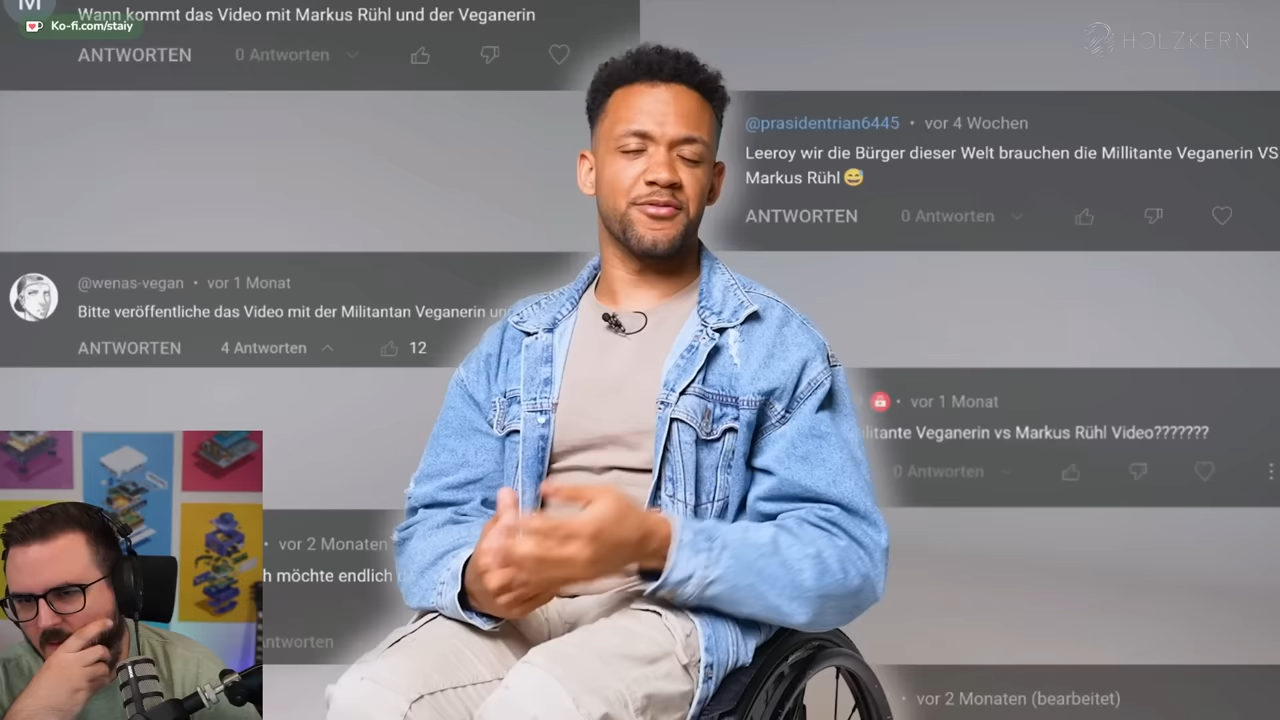 Wann kommt das Video mit Markus Rühl und der Veganerin
Ko-fi.com/staiy
ANTWORTEN 0 Antworten
HOLZKERN
@prasidentrian6445 • vor 4 Wochen
Leeroy wir die Bürger dieser Welt brauchen die Millitante Veganerin VS
Markus Rühl 😅
ANTWORTEN 0 Antworten
@wenas-vegan • vor 1 Monat
Bitte veröffentliche das Video mit der Militantan Veganerin un
ANTWORTEN 4 Antworten 12
• vor 1 Monat
litante Veganerin vs Markus Rühl Video???????
0 Antworten
• vor 2 Monaten
h möchte endlich
ntworten
• vor 2 Monaten (bearbeitet)